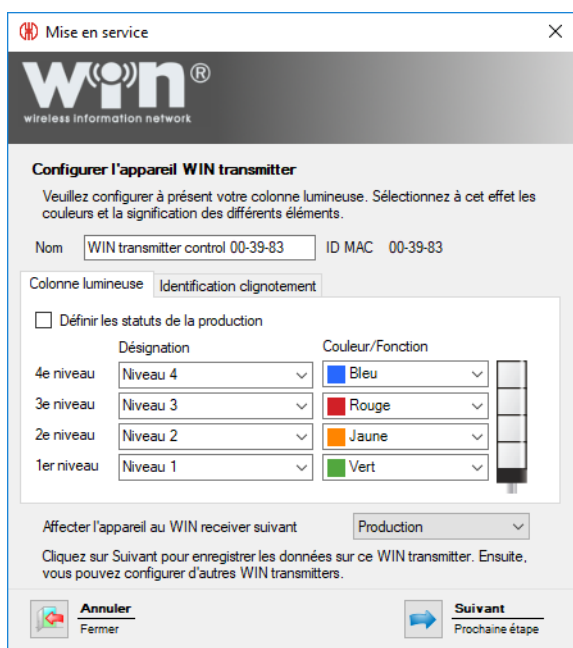 Mise en service
win®
wireless information network
Configurer l'appareil WIN transmitter
Veuillez configurer à présent votre colonne lumineuse. Sélectionnez à cet effet les
couleurs et la signification des différents éléments.
Nom WIN transmitter control 00-39-83 ID MAC 00-39-83
Colonne lumineuse Identification clignotement
Définir les statuts de la production
Désignation Couleur/Fonction
4e niveau Niveau 4 Bleu
3e niveau Niveau 3 Rouge
2e niveau Niveau 2 Jaune
1er niveau Niveau 1 Vert
Affecter l'appareil au WIN receiver suivant Production
Cliquez sur Suivant pour enregistrer les données sur ce WIN transmitter. Ensuite,
vous pouvez configurer d'autres WIN transmitters.
Annuler Suivant
Fermer Prochaine étape